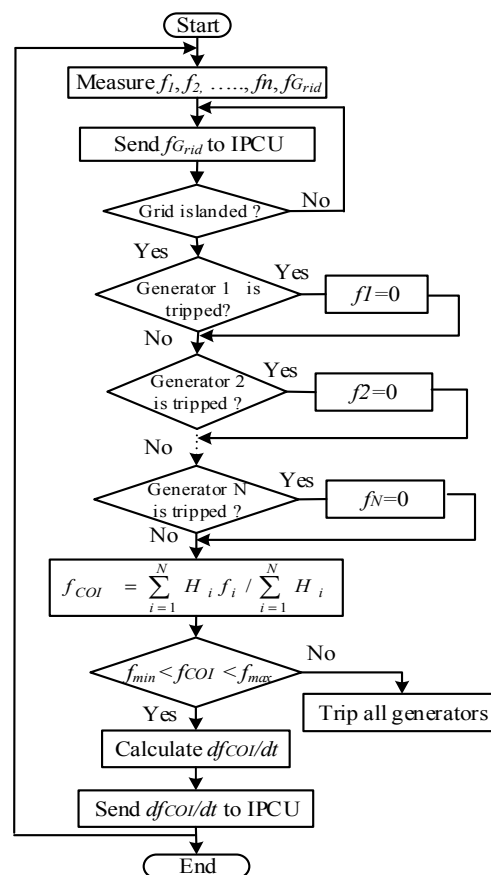 Start
Measure f1, f2, ....., fn, fGrid
Send fGrid to IPCU
Grid islanded ?
No
Yes
Generator 1 is
tripped?
Yes
f1=0
No
Generator 2
is tripped ?
Yes
f2=0
No
Generator N
is tripped ?
Yes
fN=0
No
fCOI = ∑ i=1 N H i f i / ∑ i=1 N H i
fmin < fCOI < fmax
No
Trip all generators
Yes
Calculate dfCOI/dt
Send dfCOI/dt to IPCU
End